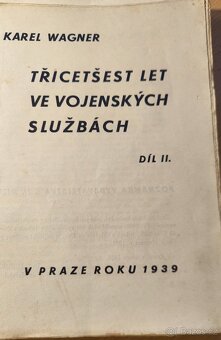 KAREL WAGNER
TŘICETŠEST LET
VE VOJENSKÝCH
SLUŽBÁCH
DÍL II.
V PRAZE ROKU 1939